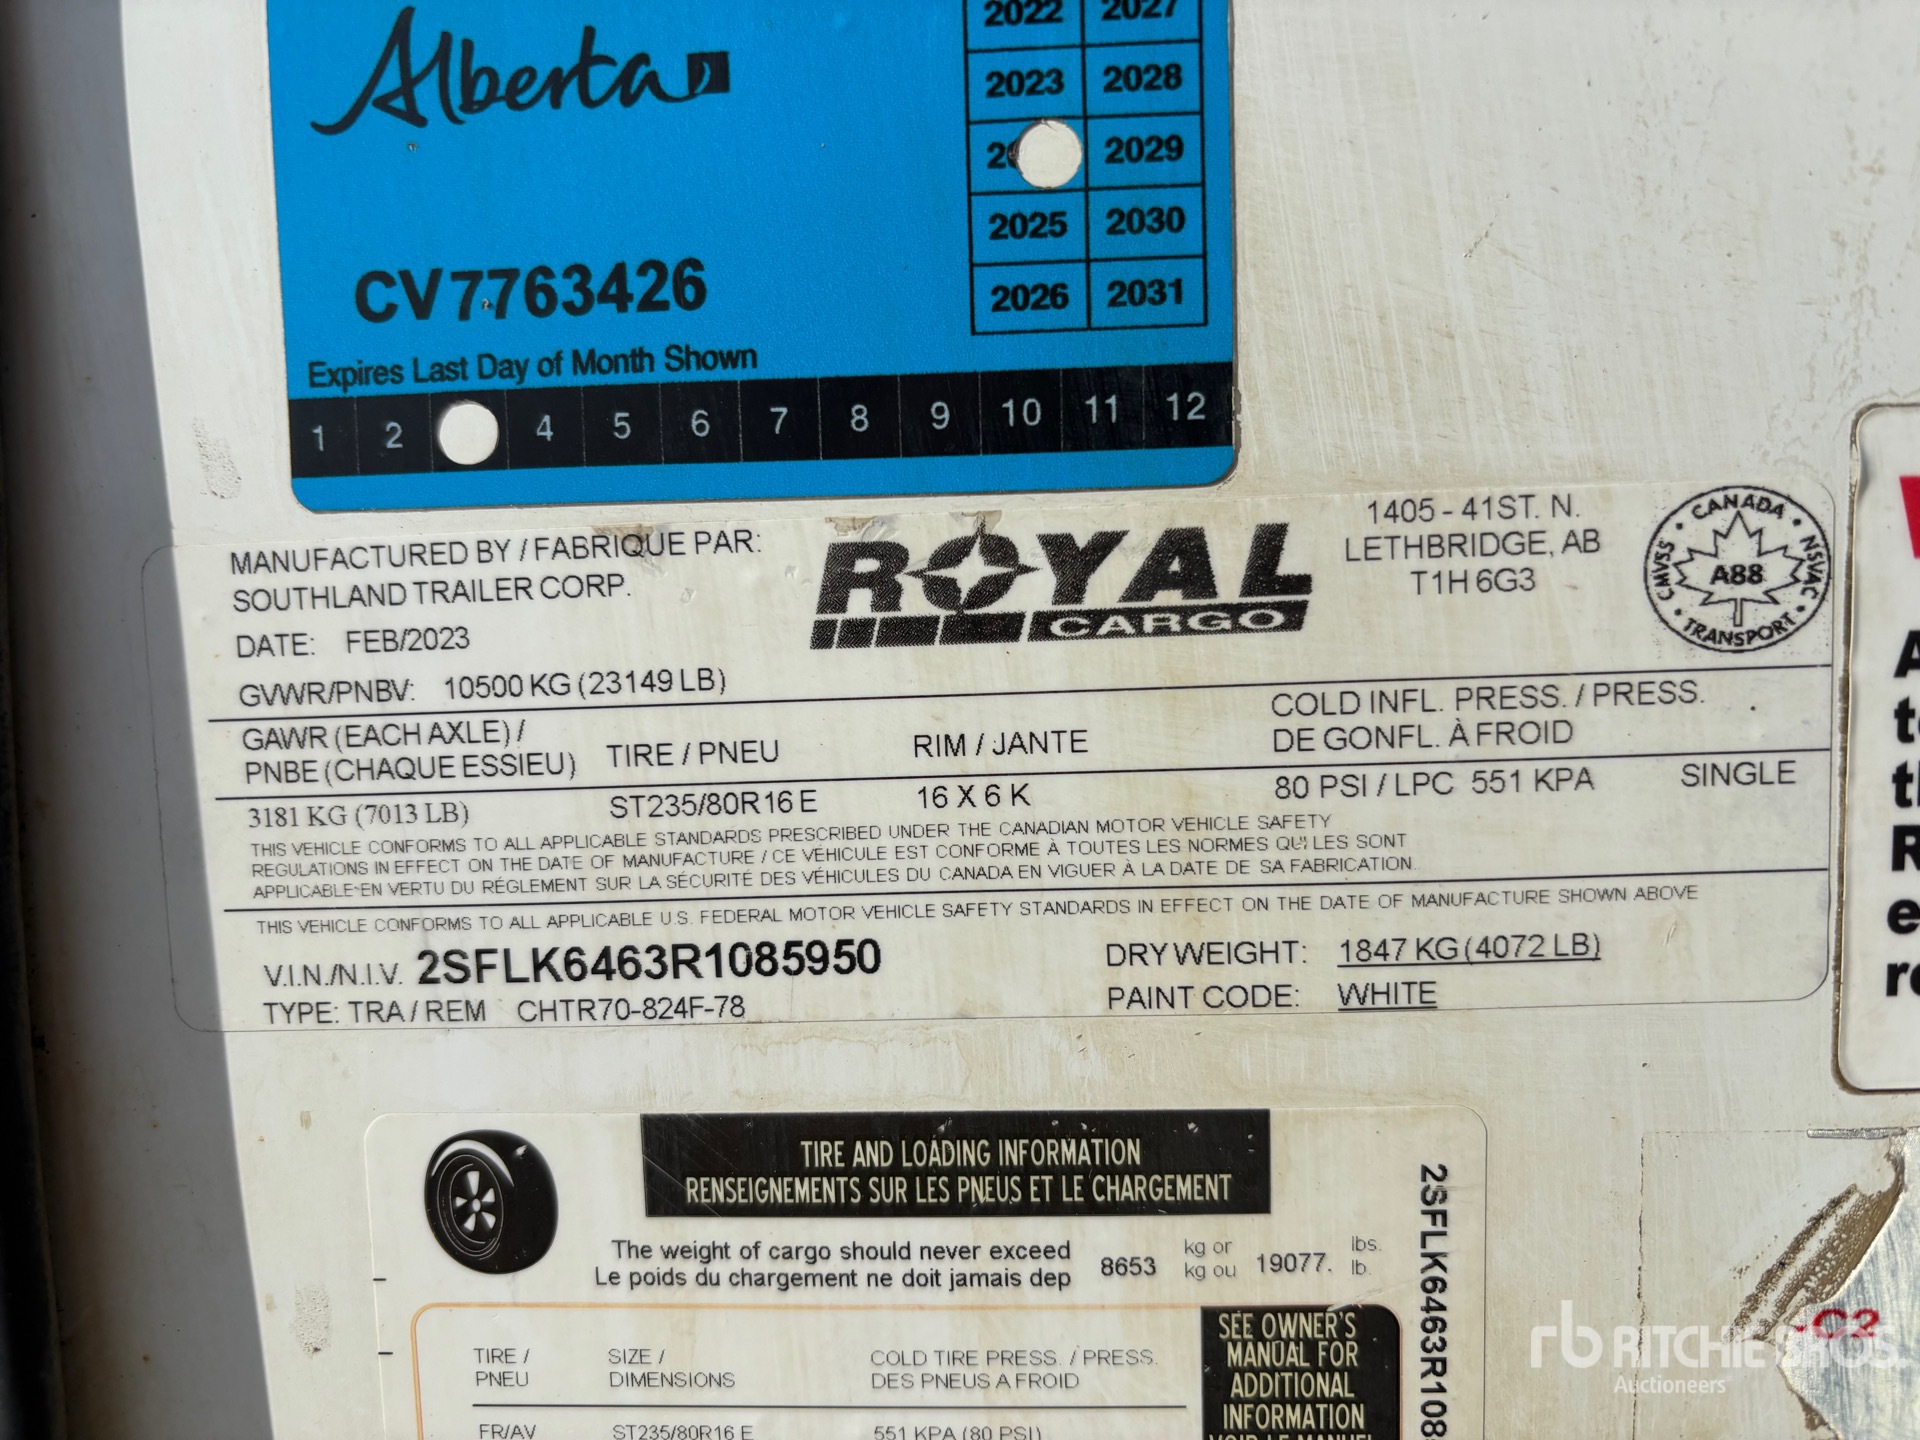 Alberta
2022 2027
2023 2028
2029
2025 2030
2026 2031
CV7763426
Expires Last Day of Month Shown
1 2 4 5 6 7 8 9 10 11 12
MANUFACTURED BY / FABRIQUE PAR:
SOUTHLAND TRAILER CORP.
DATE: FEB/2023
ROYAL
CARGO
1405 - 41ST. N.
LETHBRIDGE, AB
T1H 6G3
CANADA
CMVSS A88 NSVAC
TRANSPORT
GVWR/PNBV: 10500 KG (23149 LB)
GAWR (EACH AXLE) /
PNBE (CHAQUE ESSIEU) TIRE / PNEU RIM / JANTE
COLD INFL. PRESS. / PRESS.
DE GONFL. À FROID
3181 KG (7013 LB) ST235/80R16 E 16 X 6 K 80 PSI / LPC 551 KPA SINGLE
THIS VEHICLE CONFORMS TO ALL APPLICABLE STANDARDS PRESCRIBED UNDER THE CANADIAN MOTOR VEHICLE SAFETY
REGULATIONS IN EFFECT ON THE DATE OF MANUFACTURE / CE VÉHICULE EST CONFORME À TOUTES LES NORMES QUI LES SONT
APPLICABLE EN VERTU DU RÉGLEMENT SUR LA SÉCURITÉ DES VÉHICULES DU CANADA EN VIGUER À LA DATE DE SA FABRICATION.
THIS VEHICLE CONFORMS TO ALL APPLICABLE U.S. FEDERAL MOTOR VEHICLE SAFETY STANDARDS IN EFFECT ON THE DATE OF MANUFACTURE SHOWN ABOVE
V.I.N./N.I.V. 2SFLK6463R1085950 DRY WEIGHT: 1847 KG (4072 LB)
TYPE: TRA / REM CHTR70-824F-78 PAINT CODE: WHITE
TIRE AND LOADING INFORMATION
RENSEIGNEMENTS SUR LES PNEUS ET LE CHARGEMENT
The weight of cargo should never exceed 8653 kg or 19077. lbs.
Le poids du chargement ne doit jamais dep kg ou lb.
TIRE / SIZE / COLD TIRE PRESS. / PRESS.
PNEU DIMENSIONS DES PNEUS A FROID
FR/AV ST235/80R16 E 551 KPA (80 PSI)
SEE OWNER'S
MANUAL FOR
ADDITIONAL
INFORMATION
VOIR LE MANUEL
2SFLK6463R108
rb RITCHIE BROS.
Auctioneers